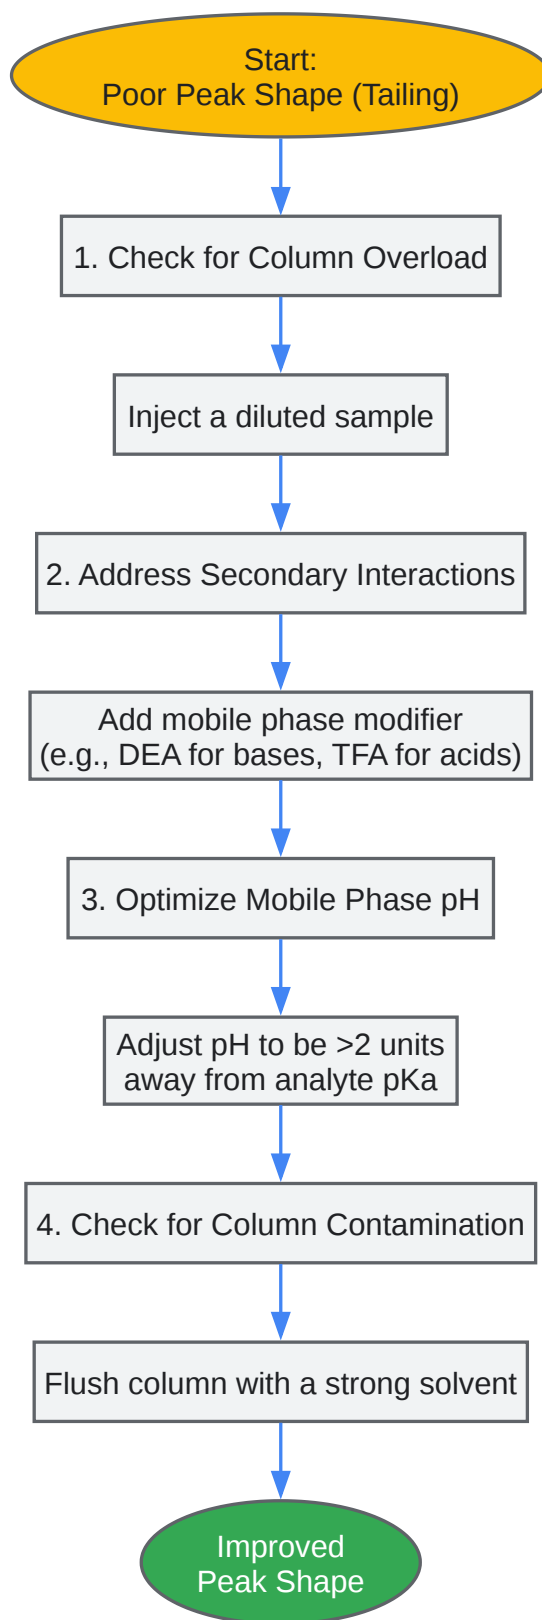 Start:
Poor Peak Shape (Tailing)
1. Check for Column Overload
Inject a diluted sample
2. Address Secondary Interactions
Add mobile phase modifier
(e.g., DEA for bases, TFA for acids)
3. Optimize Mobile Phase pH
Adjust pH to be >2 units
away from analyte pKa
4. Check for Column Contamination
Flush column with a strong solvent
Improved
Peak Shape